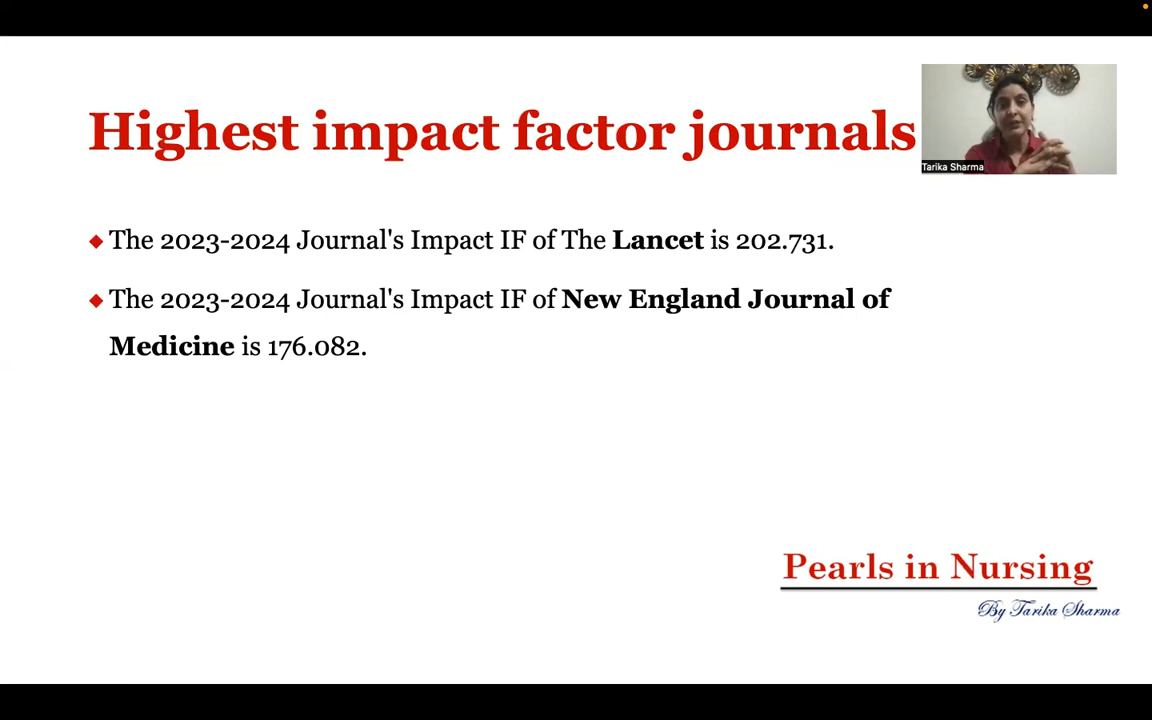 Highest impact factor journals
Tarika Sharma
◆ The 2023-2024 Journal's Impact IF of The Lancet is 202.731.
◆ The 2023-2024 Journal's Impact IF of New England Journal of
Medicine is 176.082.
Pearls in Nursing
By Tarika Sharma